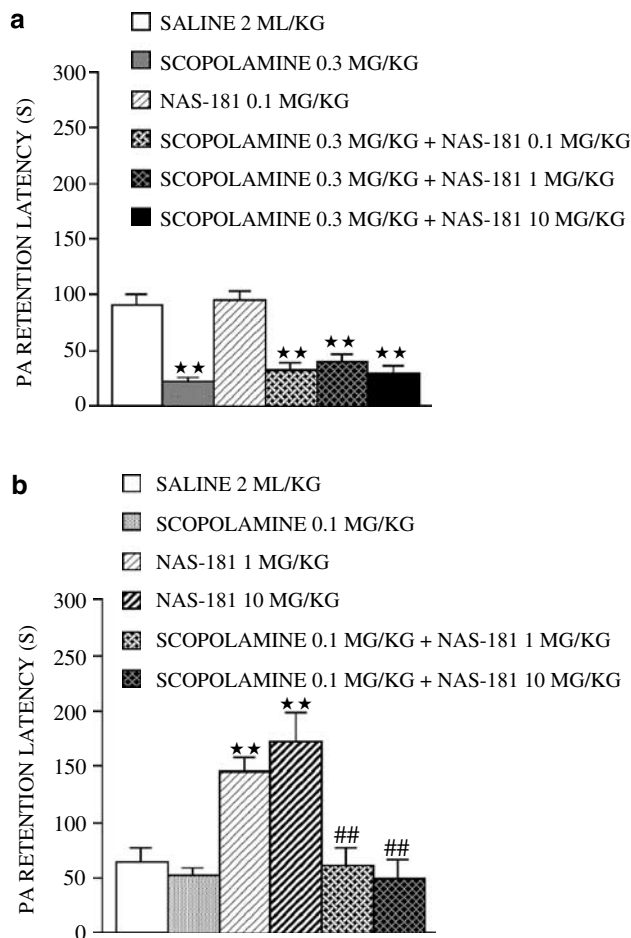 a
SALINE 2 ML/KG
SCOPOLAMINE 0.3 MG/KG
NAS-181 0.1 MG/KG
SCOPOLAMINE 0.3 MG/KG + NAS-181 0.1 MG/KG
SCOPOLAMINE 0.3 MG/KG + NAS-181 1 MG/KG
SCOPOLAMINE 0.3 MG/KG + NAS-181 10 MG/KG
PA RETENTION LATENCY (S)
300
250
200
150
100
50
0
★★
★★
★★
★★
b
SALINE 2 ML/KG
SCOPOLAMINE 0.1 MG/KG
NAS-181 1 MG/KG
NAS-181 10 MG/KG
SCOPOLAMINE 0.1 MG/KG + NAS-181 1 MG/KG
SCOPOLAMINE 0.1 MG/KG + NAS-181 10 MG/KG
PA RETENTION LATENCY (S)
300
250
200
150
100
50
0
★★
★★
##
##